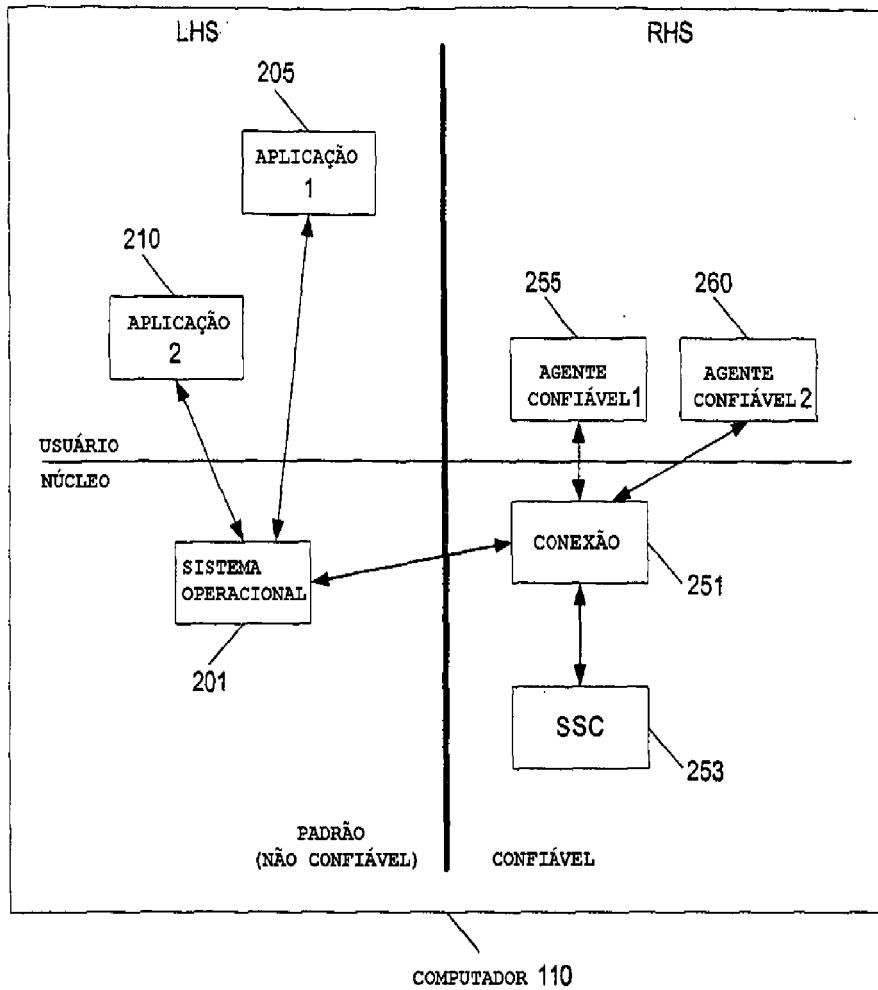 LHS
RHS
205
APLICAÇÃO
1
210
APLICAÇÃO
2
255
260
AGENTE
CONFIÁVEL 1
AGENTE
CONFIÁVEL 2
USUÁRIO
NÚCLEO
SISTEMA
OPERACIONAL
201
CONEXÃO
251
SSC
253
PADRÃO
(NÃO CONFIÁVEL)
CONFIÁVEL
COMPUTADOR 110